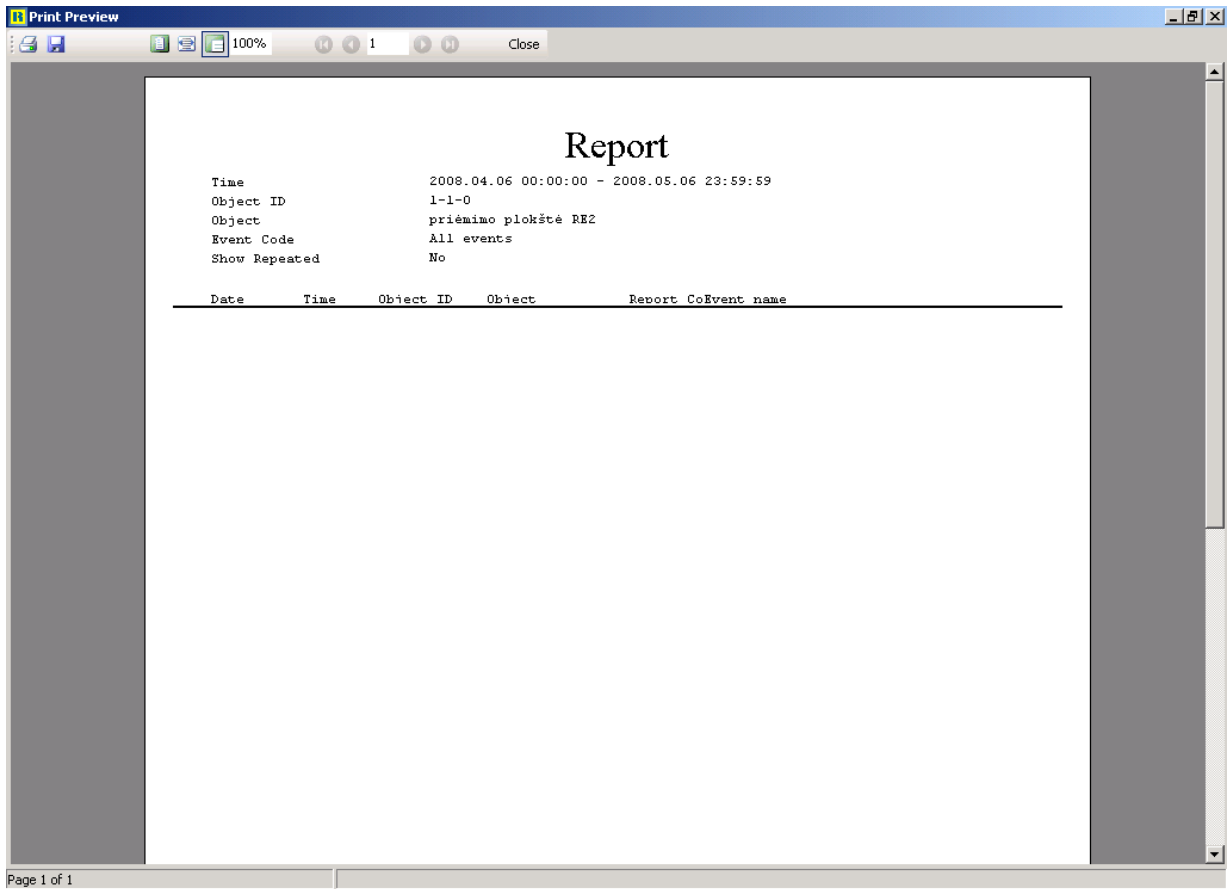 Print Preview
100% 1 Close
Report
Time 2008.04.06 00:00:00 - 2008.05.06 23:59:59
Object ID 1-1-0
Object priėmimo plokštė RE2
Event Code All events
Show Repeated No
Date Time Object ID Object Report CoEvent name
Page 1 of 1